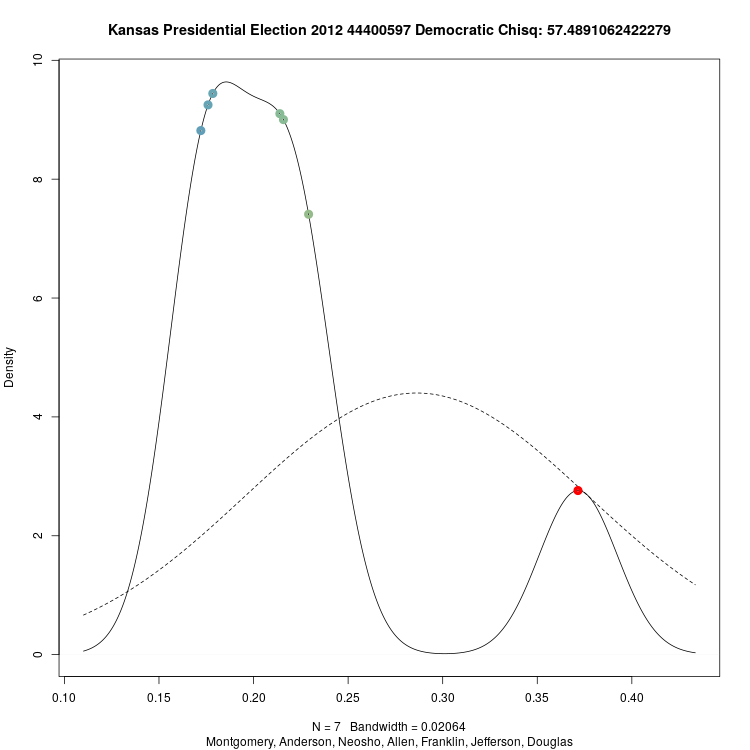 Kansas Presidential Election 2012 44400597 Democratic Chisq: 57.4891062422279
10
8
6
4
2
0
Density
0.10 0.15 0.20 0.25 0.30 0.35 0.40
N = 7 Bandwidth = 0.02064
Montgomery, Anderson, Neosho, Allen, Franklin, Jefferson, Douglas